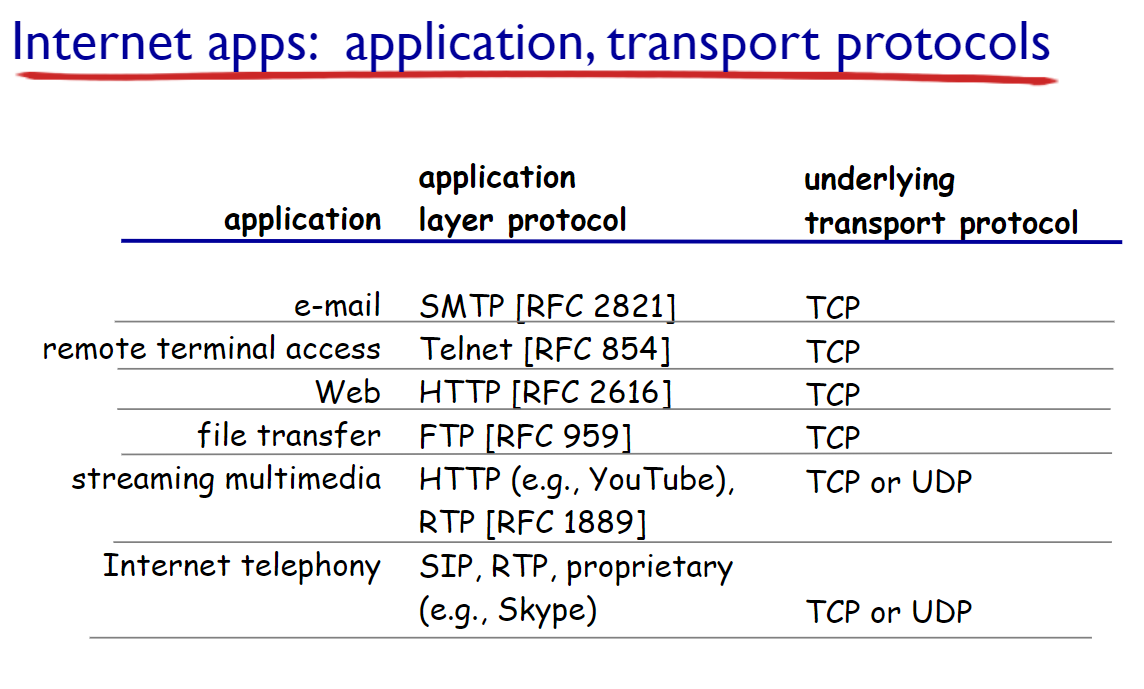 Internet apps: application, transport protocols
application layer protocol
underlying transport protocol
application
e-mail SMTP [RFC 2821] TCP
remote terminal access Telnet [RFC 854] TCP
Web HTTP [RFC 2616] TCP
file transfer FTP [RFC 959] TCP
streaming multimedia HTTP (e.g., YouTube), TCP or UDP
RTP [RFC 1889]
Internet telephony SIP, RTP, proprietary
(e.g., Skype) TCP or UDP